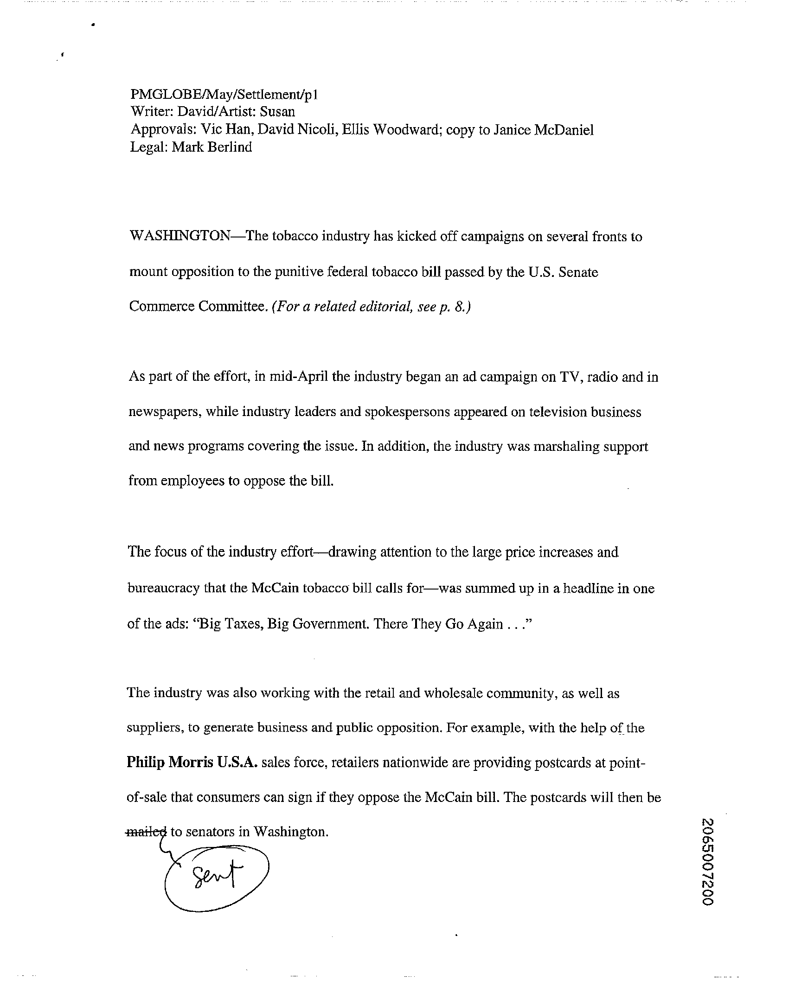 PMGLOBE/May/Settlement/p1
Writer: David/Artist: Susan
Approvals: Vic Han, David Nicoli, Ellis Woodward; copy to Janice McDaniel
Legal: Mark Berlind
WASHINGTON—The tobacco industry has kicked off campaigns on several fronts to
mount opposition to the punitive federal tobacco bill passed by the U.S. Senate
Commerce Committee. (For a related editorial, see p. 8.)
As part of the effort, in mid-April the industry began an ad campaign on TV, radio and in
newspapers, while industry leaders and spokespersons appeared on television business
and news programs covering the issue. In addition, the industry was marshaling support
from employees to oppose the bill.
The focus of the industry effort—drawing attention to the large price increases and
bureaucracy that the McCain tobacco bill calls for—was summed up in a headline in one
of the ads: “Big Taxes, Big Government. There They Go Again . . .”
The industry was also working with the retail and wholesale community, as well as
suppliers, to generate business and public opposition. For example, with the help of the
Philip Morris U.S.A. sales force, retailers nationwide are providing postcards at point-
of-sale that consumers can sign if they oppose the McCain bill. The postcards will then be
mailed to senators in Washington.
sent
2065007200